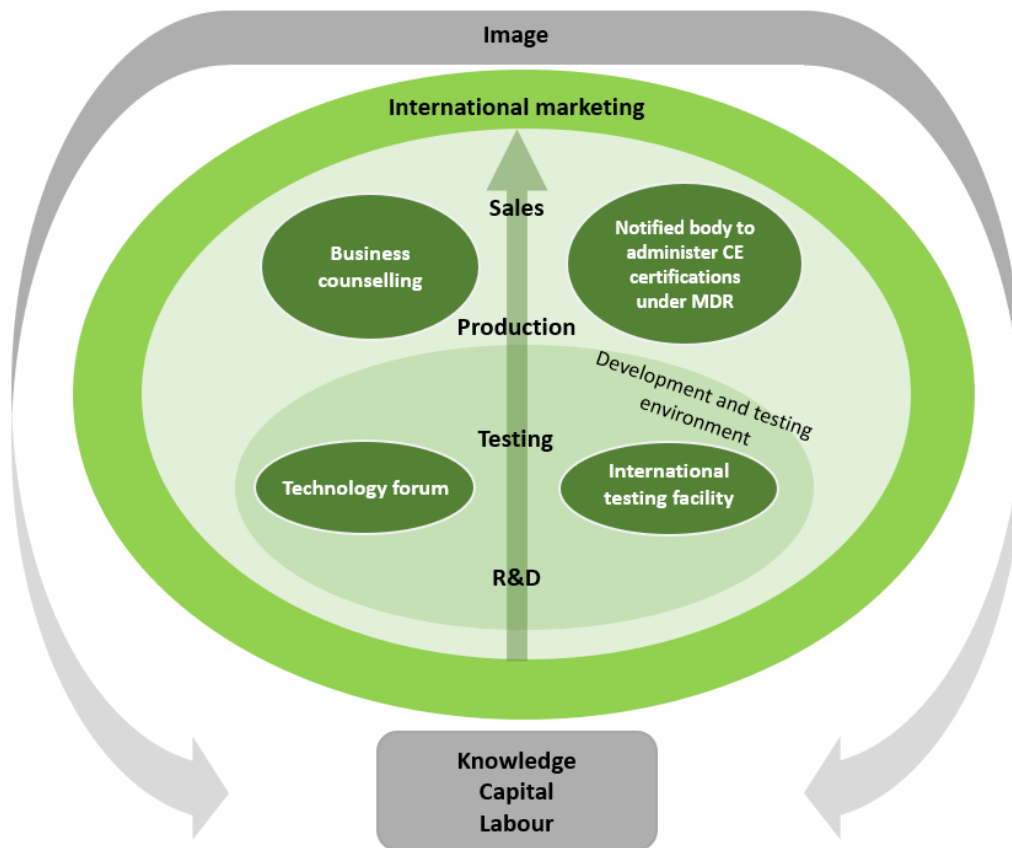 Image
International marketing
Sales
Business
counselling
Notified body to
administer CE
certifications
under MDR
Production
Development and testing
environment
Testing
Technology forum
International
testing facility
R&D
Knowledge
Capital
Labour